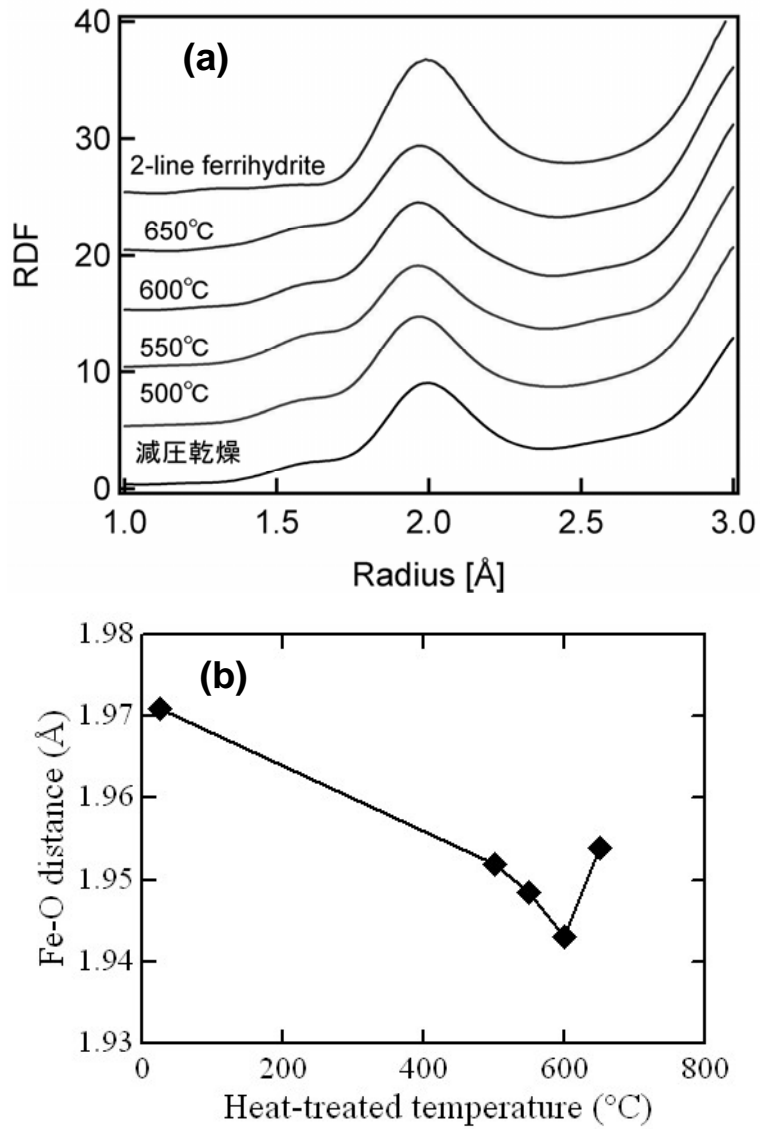 (a)
40
30
20
10
0
RDF
2-line ferrihydrite
650℃
600℃
550℃
500℃
減圧乾燥
1.0 1.5 2.0 2.5 3.0
Radius [Å]
(b)
1.98
1.97
1.96
1.95
1.94
1.93
Fe-O distance (Å)
0 200 400 600 800
Heat-treated temperature (°C)